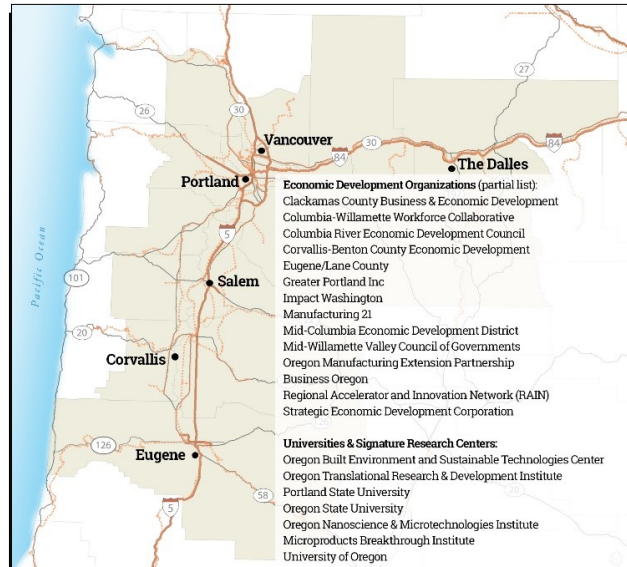 27
26
30
Vancouver
84
30
84
The Dalles
Portland
Economic Development Organizations (partial list):
Clackamas County Business & Economic Development
Columbia-Willamette Workforce Collaborative
Columbia River Economic Development Council
Corvallis-Benton County Economic Development
Eugene/Lane County
Greater Portland Inc
Impact Washington
Manufacturing 21
Mid-Columbia Economic Development District
Mid-Willamette Valley Council of Governments
Oregon Manufacturing Extension Partnership
Business Oregon
Regional Accelerator and Innovation Network (RAIN)
Strategic Economic Development Corporation
Universities & Signature Research Centers:
Oregon Built Environment and Sustainable Technologies Center
Oregon Translational Research & Development Institute
Portland State University
Oregon State University
Oregon Nanoscience & Microtechnologies Institute
Microproducts Breakthrough Institute
University of Oregon
5
Pacific Ocean
101
Salem
20
Corvallis
126
Eugene
58
5